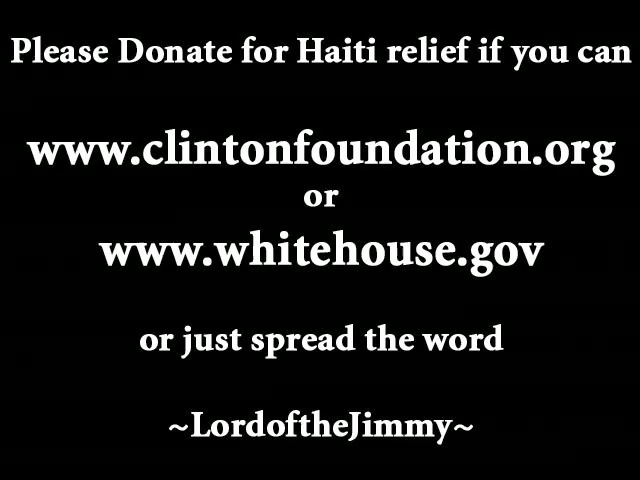 Please Donate for Haiti relief if you can
www.clintonfoundation.org
or
www.whitehouse.gov
or just spread the word
~LordoftheJimmy~